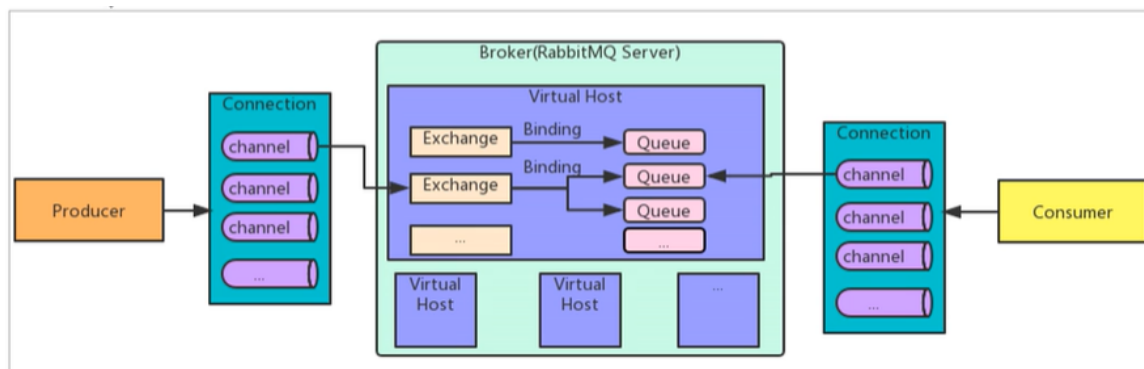 Broker(RabbitMQ Server)
Virtual Host
Connection
channel
channel
channel
...
Producer
Exchange
Binding
Queue
Exchange
Binding
Queue
Queue
...
...
Virtual
Host
Virtual
Host
...
Connection
channel
channel
channel
...
Consumer